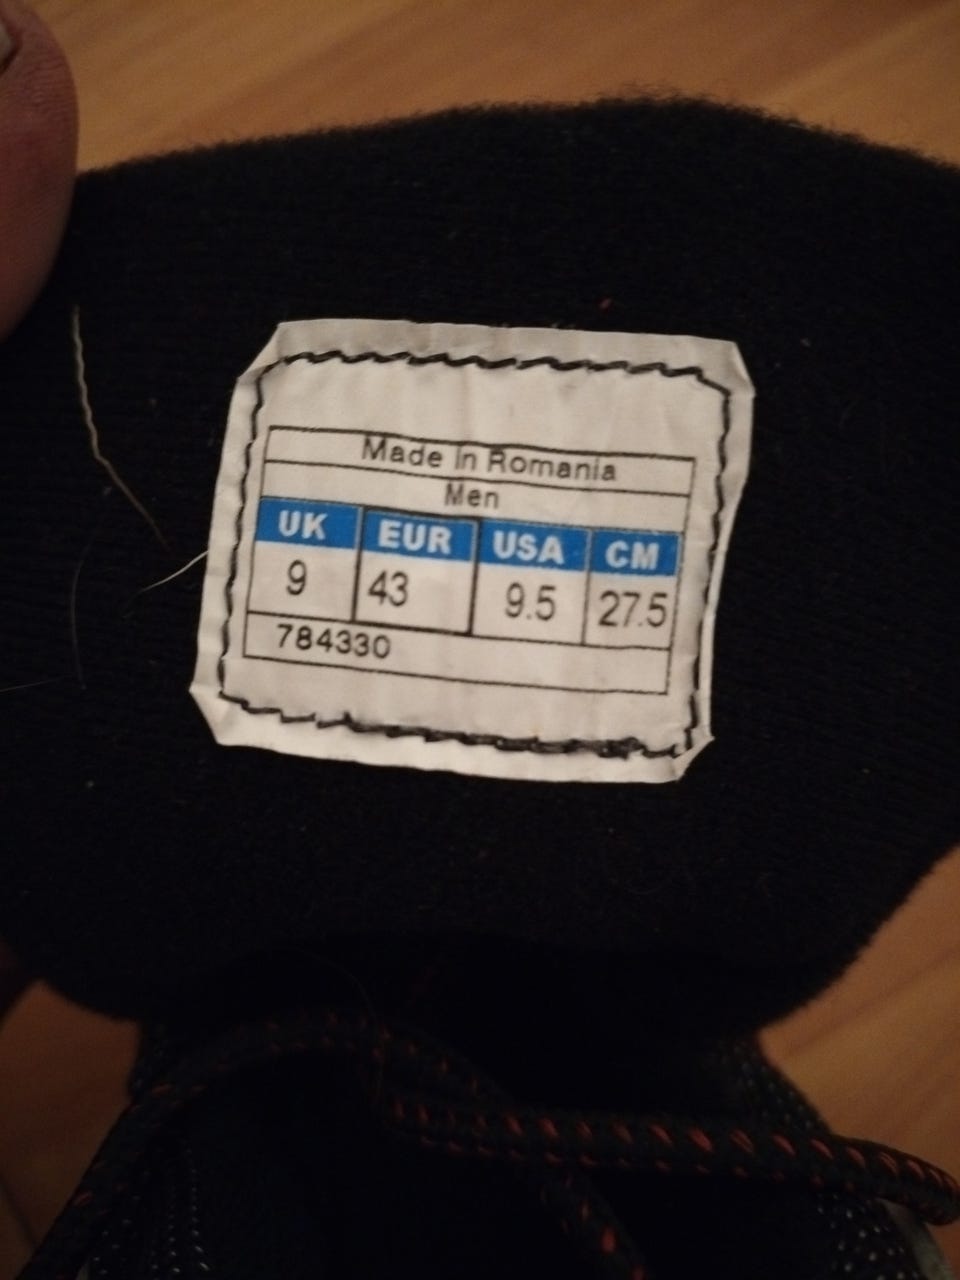 Made in Romania
Men
UK EUR USA CM
9 43 9.5 27.5
784330